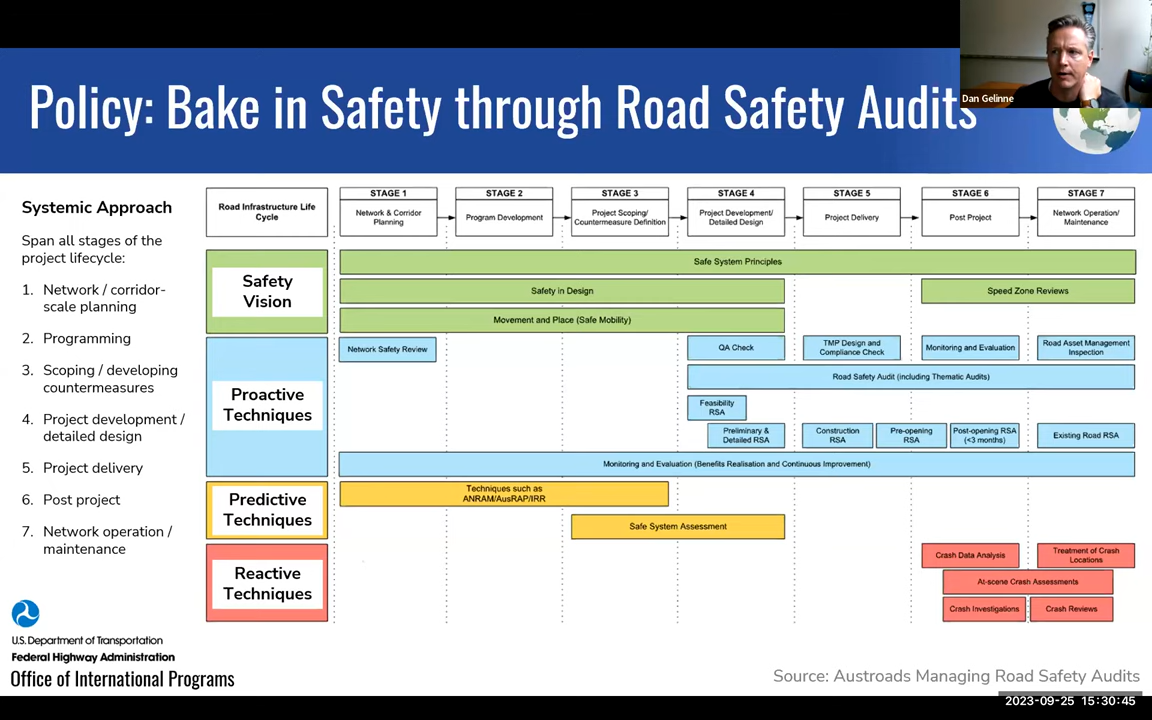 Policy: Bake in Safety through Road Safety Audits
Dan Gelinne
Systemic Approach
Span all stages of the
project lifecycle:
1. Network / corridor-
scale planning
2. Programming
3. Scoping / developing
countermeasures
4. Project development /
detailed design
5. Project delivery
6. Post project
7. Network operation /
maintenance
Road Infrastructure Life
Cycle
STAGE 1
Network & Corridor
Planning
STAGE 2
Program Development
STAGE 3
Project Scoping/
Countermeasure Definition
STAGE 4
Project Development/
Detailed Design
STAGE 5
Project Delivery
STAGE 6
Post Project
STAGE 7
Network Operation/
Maintenance
Safety
Vision
Safe System Principles
Safety in Design
Speed Zone Reviews
Movement and Place (Safe Mobility)
Proactive
Techniques
Network Safety Review
QA Check
TMP Design and
Compliance Check
Monitoring and Evaluation
Road Asset Management
Inspection
Road Safety Audit (including Thematic Audits)
Feasibility
RSA
Preliminary &
Detailed RSA
Construction
RSA
Pre-opening
RSA
Post-opening RSA
(<3 months)
Existing Road RSA
Monitoring and Evaluation (Benefits Realisation and Continuous Improvement)
Predictive
Techniques
Techniques such as
ANRAM/AusRAP/IRR
Safe System Assessment
Reactive
Techniques
Crash Data Analysis
Treatment of Crash
Locations
At-scene Crash Assessments
Crash Investigations
Crash Reviews
U.S. Department of Transportation
Federal Highway Administration
Office of International Programs
Source: Austroads Managing Road Safety Audits
2023-09-25 15:30:45